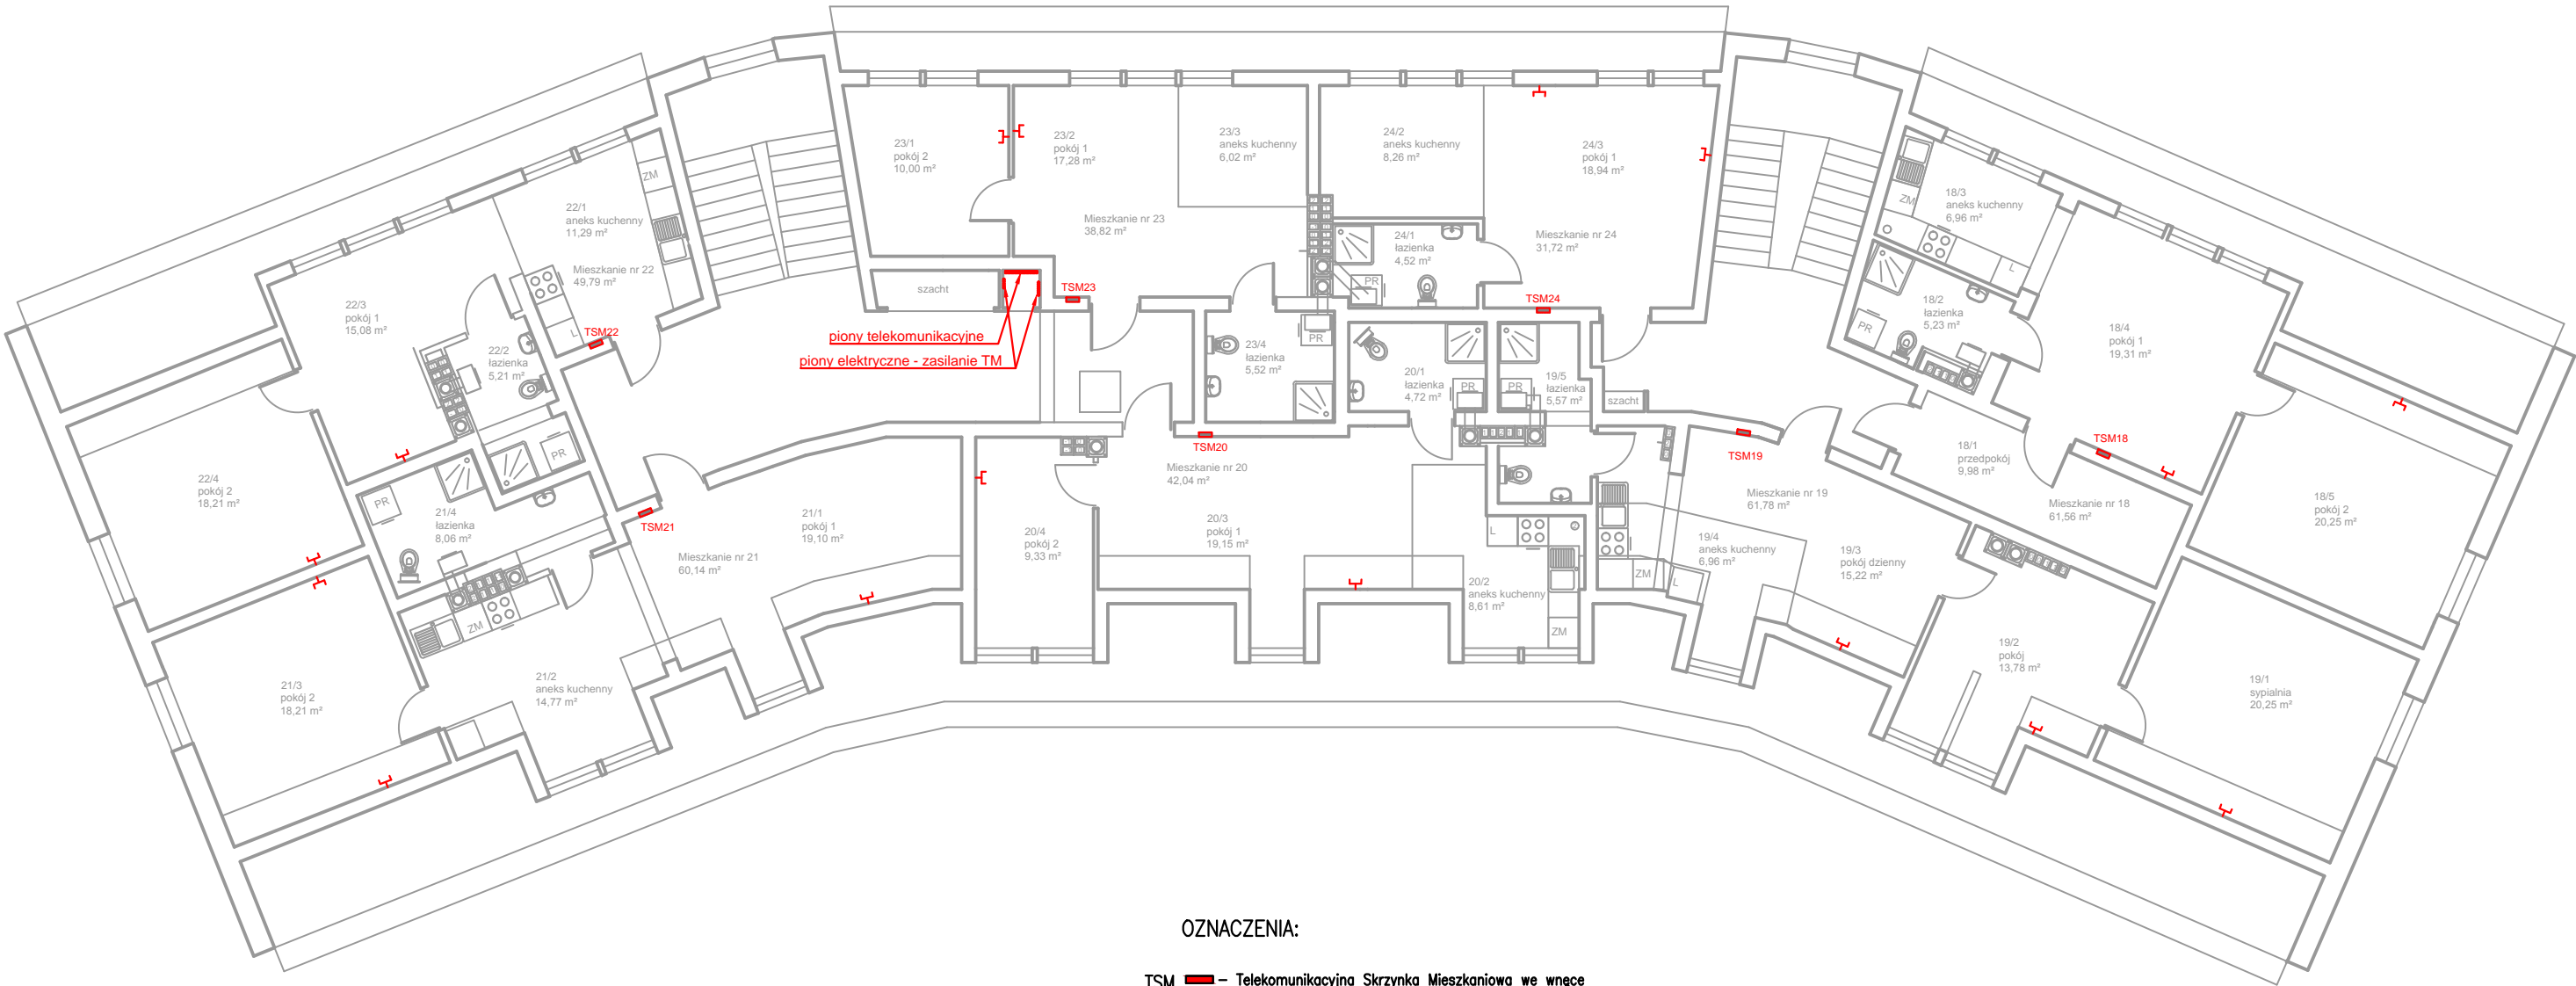 23/1
pokój 2
10,00 m²
23/2
pokój 1
17,28 m²
23/3
aneks kuchenny
6,02 m²
24/2
aneks kuchenny
8,26 m²
24/3
pokój 1
18,94 m²
18/3
aneks kuchenny
6,96 m²
ZM
L
ZM
22/1
aneks kuchenny
11,29 m²
Mieszkanie nr 22
49,79 m²
L
TSM22
Mieszkanie nr 23
38,82 m²
24/1
łazienka
4,52 m²
PR
Mieszkanie nr 24
31,72 m²
22/3
pokój 1
15,08 m²
szacht
TSM23
TSM24
18/2
łazienka
5,23 m²
PR
18/4
pokój 1
19,31 m²
piony telekomunikacyjne
piony elektryczne - zasilanie TM
22/2
łazienka
5,21 m²
PR
23/4
łazienka
5,52 m²
PR
20/1
łazienka
4,72 m²
PR
PR
19/5
łazienka
5,57 m²
szacht
TSM20
TSM19
TSM18
18/1
przedpokój
9,98 m²
22/4
pokój 2
18,21 m²
PR
21/4
łazienka
8,06 m²
TSM21
21/1
pokój 1
19,10 m²
Mieszkanie nr 20
42,04 m²
Mieszkanie nr 19
61,78 m²
Mieszkanie nr 18
61,56 m²
18/5
pokój 2
20,25 m²
20/4
pokój 2
9,33 m²
20/3
pokój 1
19,15 m²
L
19/4
aneks kuchenny
6,96 m²
ZM
L
19/3
pokój dzienny
15,22 m²
Mieszkanie nr 21
60,14 m²
20/2
aneks kuchenny
8,61 m²
ZM
ZM
19/2
pokój
13,78 m²
21/3
pokój 2
18,21 m²
21/2
aneks kuchenny
14,77 m²
19/1
sypialnia
20,25 m²
OZNACZENIA:
TSM – Telekomunikacyjna Skrzynka Mieszkaniowa we wnęce